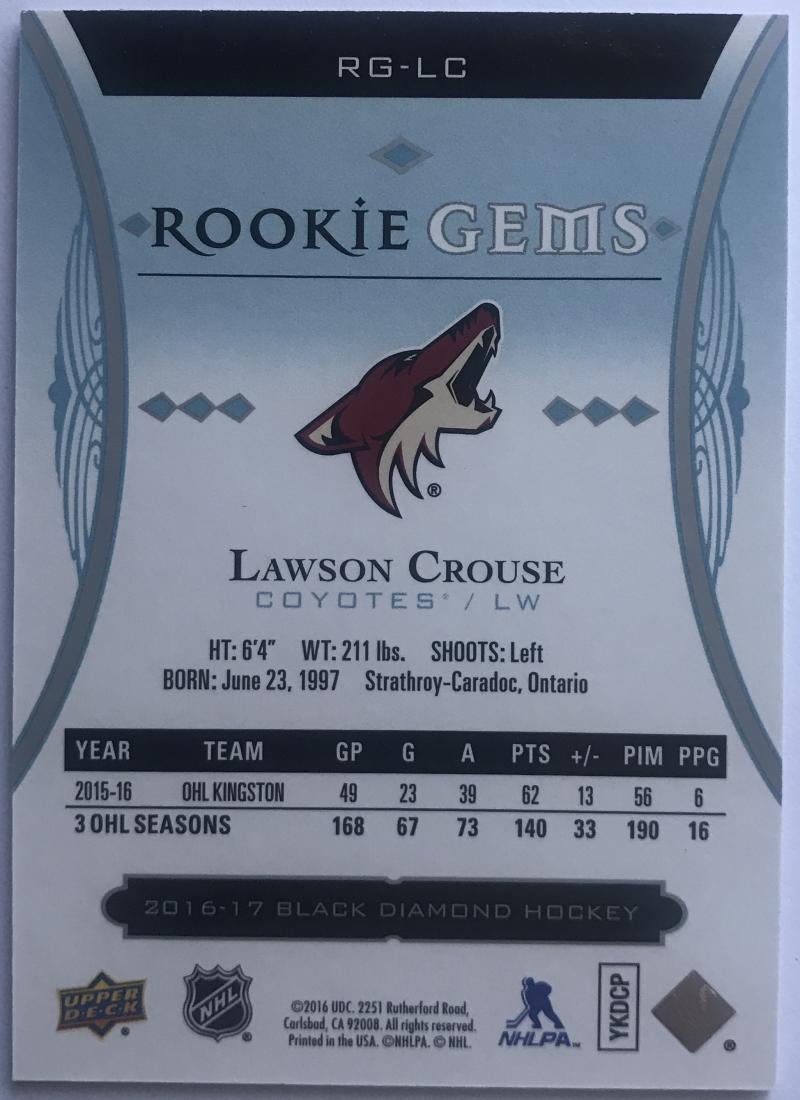 RG-LC
ROOKIE GEMS
®
LAWSON CROUSE
COYOTES® / LW
HT: 6'4" WT: 211 lbs. SHOOTS: Left
BORN: June 23, 1997 Strathroy-Caradoc, Ontario
YEAR TEAM GP G A PTS +/- PIM PPG
2015-16 OHL KINGSTON 49 23 39 62 13 56 6
3 OHL SEASONS 168 67 73 140 33 190 16
2016-17 BLACK DIAMOND HOCKEY
UPPER
D·E·C·K
®
NHL
®
©2016 UDC. 2251 Rutherford Road,
Carlsbad, CA 92008. All rights reserved.
Printed in the USA. ©NHLPA. © NHL.
NHLPA™
YKDCP
®